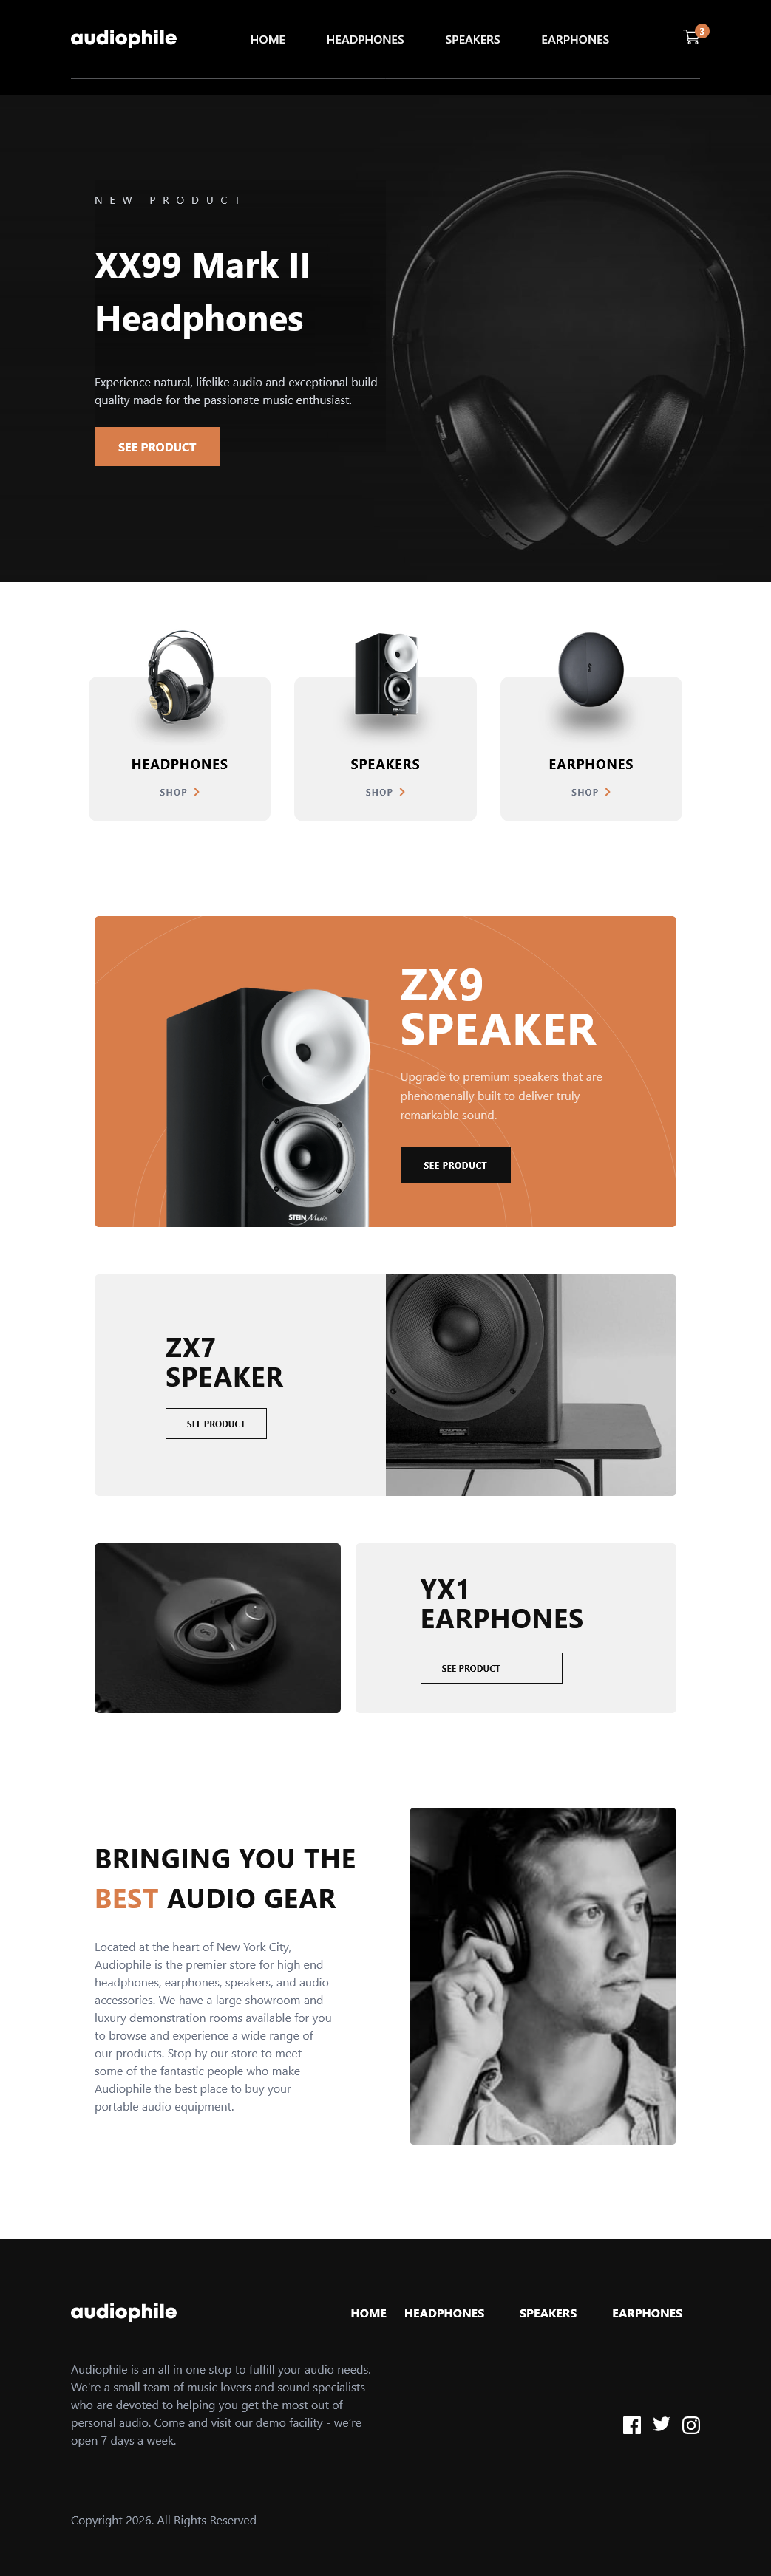 audiophile
HOME HEADPHONES SPEAKERS EARPHONES
3
NEW PRODUCT
XX99 Mark II
Headphones
Experience natural, lifelike audio and exceptional build
quality made for the passionate music enthusiast.
SEE PRODUCT
HEADPHONES
SHOP
SPEAKERS
SHOP
EARPHONES
SHOP
ZX9
SPEAKER
Upgrade to premium speakers that are
phenomenally built to deliver truly
remarkable sound.
SEE PRODUCT
STEIN Music
ZX7
SPEAKER
SEE PRODUCT
YX1
EARPHONES
SEE PRODUCT
BRINGING YOU THE
BEST AUDIO GEAR
Located at the heart of New York City,
Audiophile is the premier store for high end
headphones, earphones, speakers, and audio
accessories. We have a large showroom and
luxury demonstration rooms available for you
to browse and experience a wide range of
our products. Stop by our store to meet
some of the fantastic people who make
Audiophile the best place to buy your
portable audio equipment.
audiophile
HOME HEADPHONES SPEAKERS EARPHONES
Audiophile is an all in one stop to fulfill your audio needs.
We're a small team of music lovers and sound specialists
who are devoted to helping you get the most out of
personal audio. Come and visit our demo facility - we're
open 7 days a week.
Copyright 2026. All Rights Reserved